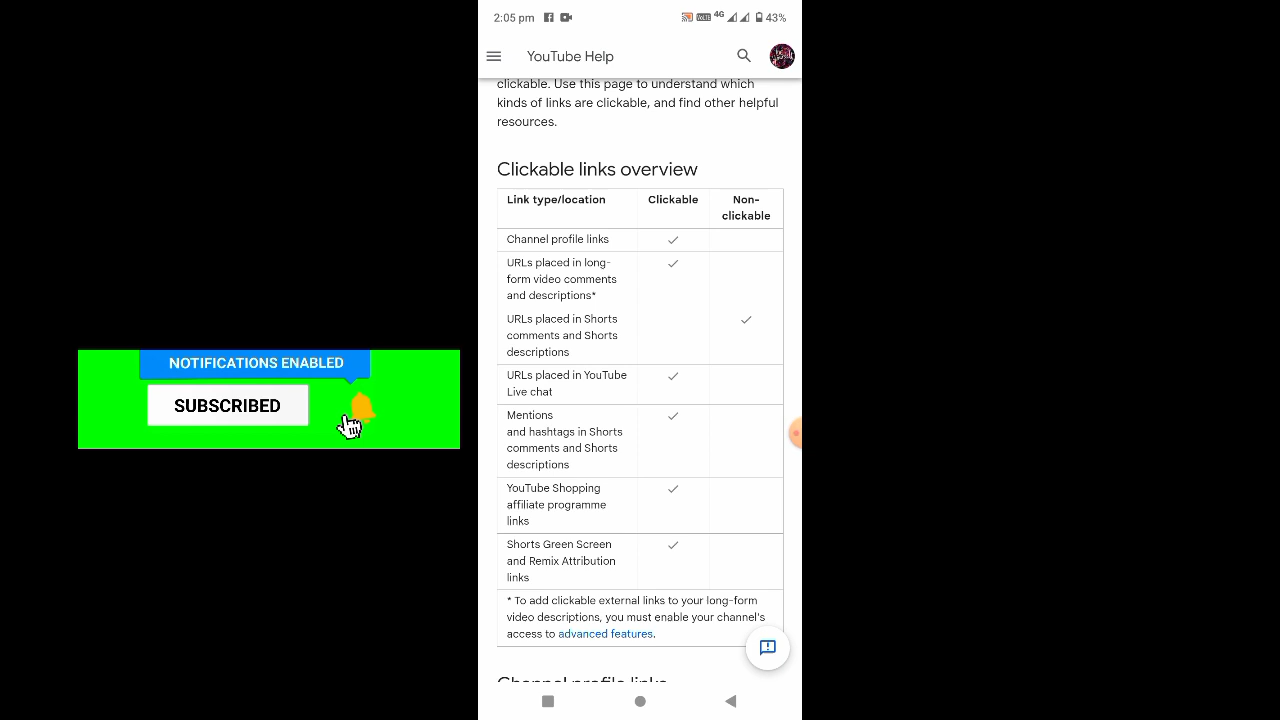 2:05 pm
4G
43%
YouTube Help
clickable. Use this page to understand which
kinds of links are clickable, and find other helpful
resources.
Clickable links overview
Link type/location
Clickable
Non-
clickable
Channel profile links
URLs placed in long-
form video comments
and descriptions*
URLs placed in Shorts
comments and Shorts
descriptions
URLs placed in YouTube
Live chat
Mentions
and hashtags in Shorts
comments and Shorts
descriptions
YouTube Shopping
affiliate programme
links
Shorts Green Screen
and Remix Attribution
links
* To add clickable external links to your long-form
video descriptions, you must enable your channel's
access to advanced features.
Channel profile links
NOTIFICATIONS ENABLED
SUBSCRIBED